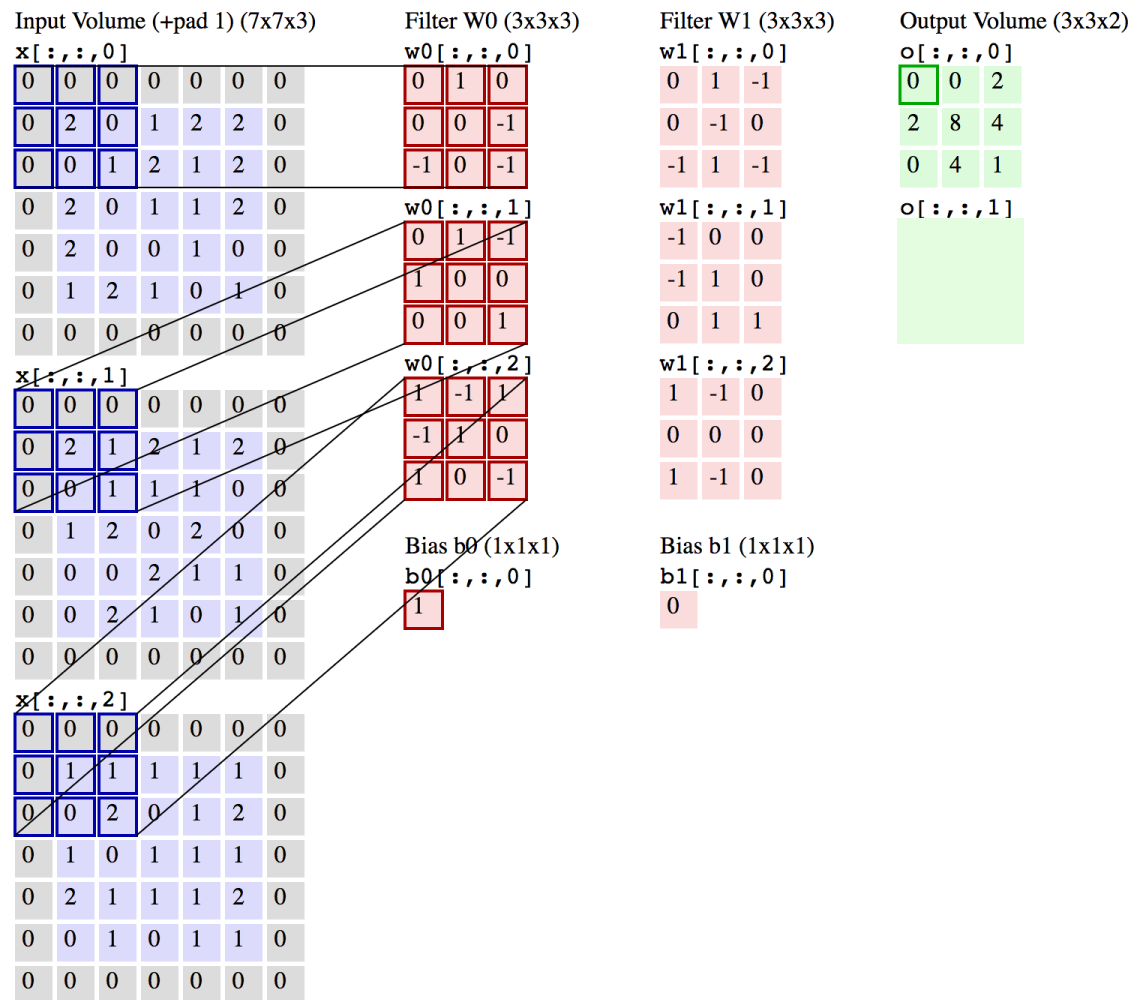 Input Volume (+pad 1) (7x7x3)
x[:,:,0]
0 0 0 0 0 0 0
0 2 0 1 2 2 0
0 0 1 2 1 2 0
0 2 0 1 1 2 0
0 2 0 0 1 0 0
0 1 2 1 0 1 0
0 0 0 0 0 0 0
x[:,:,1]
0 0 0 0 0 0 0
0 2 1 2 1 2 0
0 0 1 1 1 0 0
0 1 2 0 2 0 0
0 0 0 2 1 1 0
0 0 2 1 0 1 0
0 0 0 0 0 0 0
x[:,:,2]
0 0 0 0 0 0 0
0 1 1 1 1 1 0
0 0 2 0 1 2 0
0 1 0 1 1 1 0
0 2 1 1 1 2 0
0 0 1 0 1 1 0
0 0 0 0 0 0 0
Filter W0 (3x3x3)
w0[:,:,0]
0 1 0
0 0 -1
-1 0 -1
w0[:,:,1]
0 1 -1
1 0 0
0 0 1
w0[:,:,2]
1 -1 1
-1 1 0
1 0 -1
Bias b0 (1x1x1)
b0[:,:,0]
1
Filter W1 (3x3x3)
w1[:,:,0]
0 1 -1
0 -1 0
-1 1 -1
w1[:,:,1]
-1 0 0
-1 1 0
0 1 1
w1[:,:,2]
1 -1 0
0 0 0
1 -1 0
Bias b1 (1x1x1)
b1[:,:,0]
0
Output Volume (3x3x2)
o[:,:,0]
0 0 2
2 8 4
0 4 1
o[:,:,1]